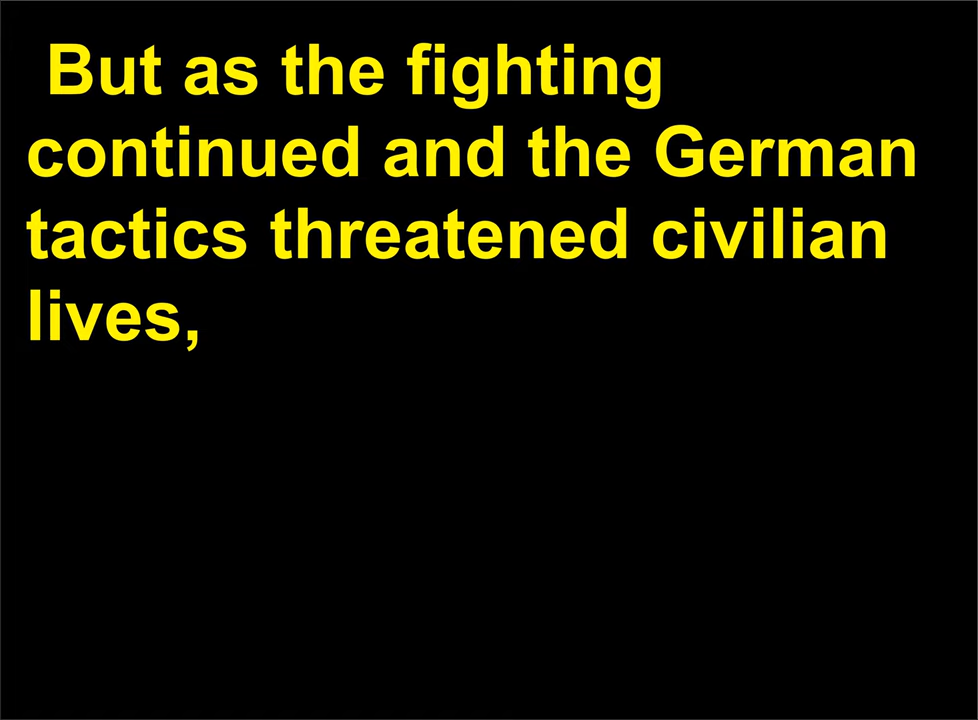 But as the fighting
continued and the German
tactics threatened civilian
lives,